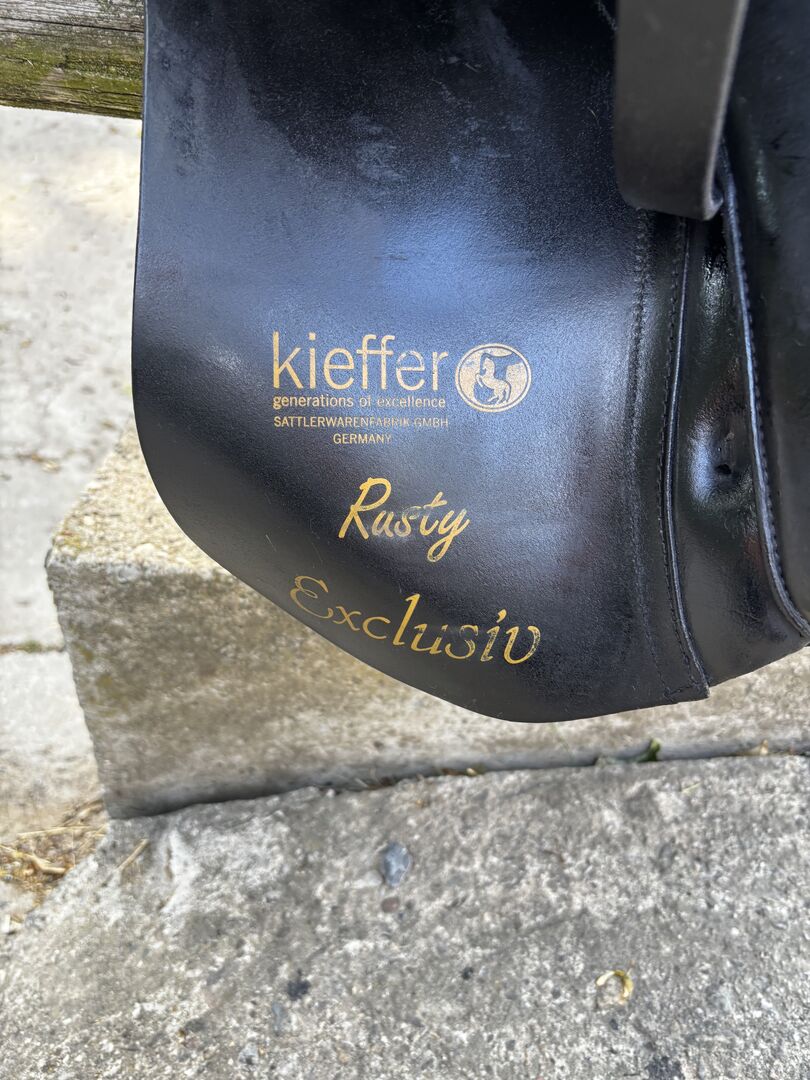 kieffer
generations of excellence
SATTLERWARENFABRIK GMBH
GERMANY
Rusty
Exclusiv